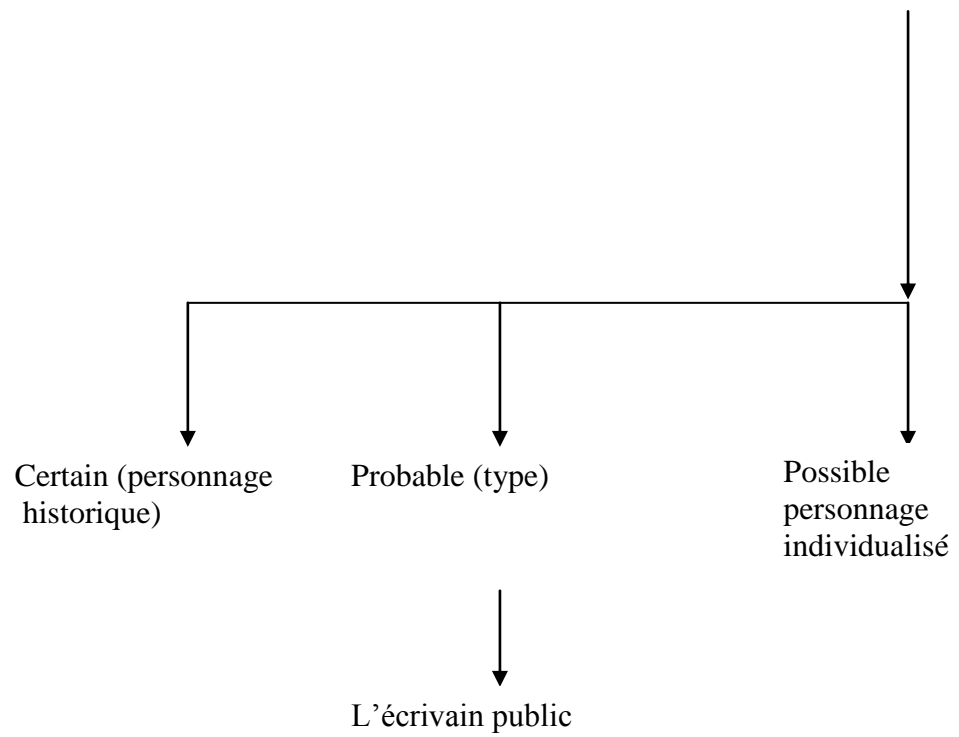 Certain (personnage
historique)
Probable (type)
Possible
personnage
individualisé
L’écrivain public